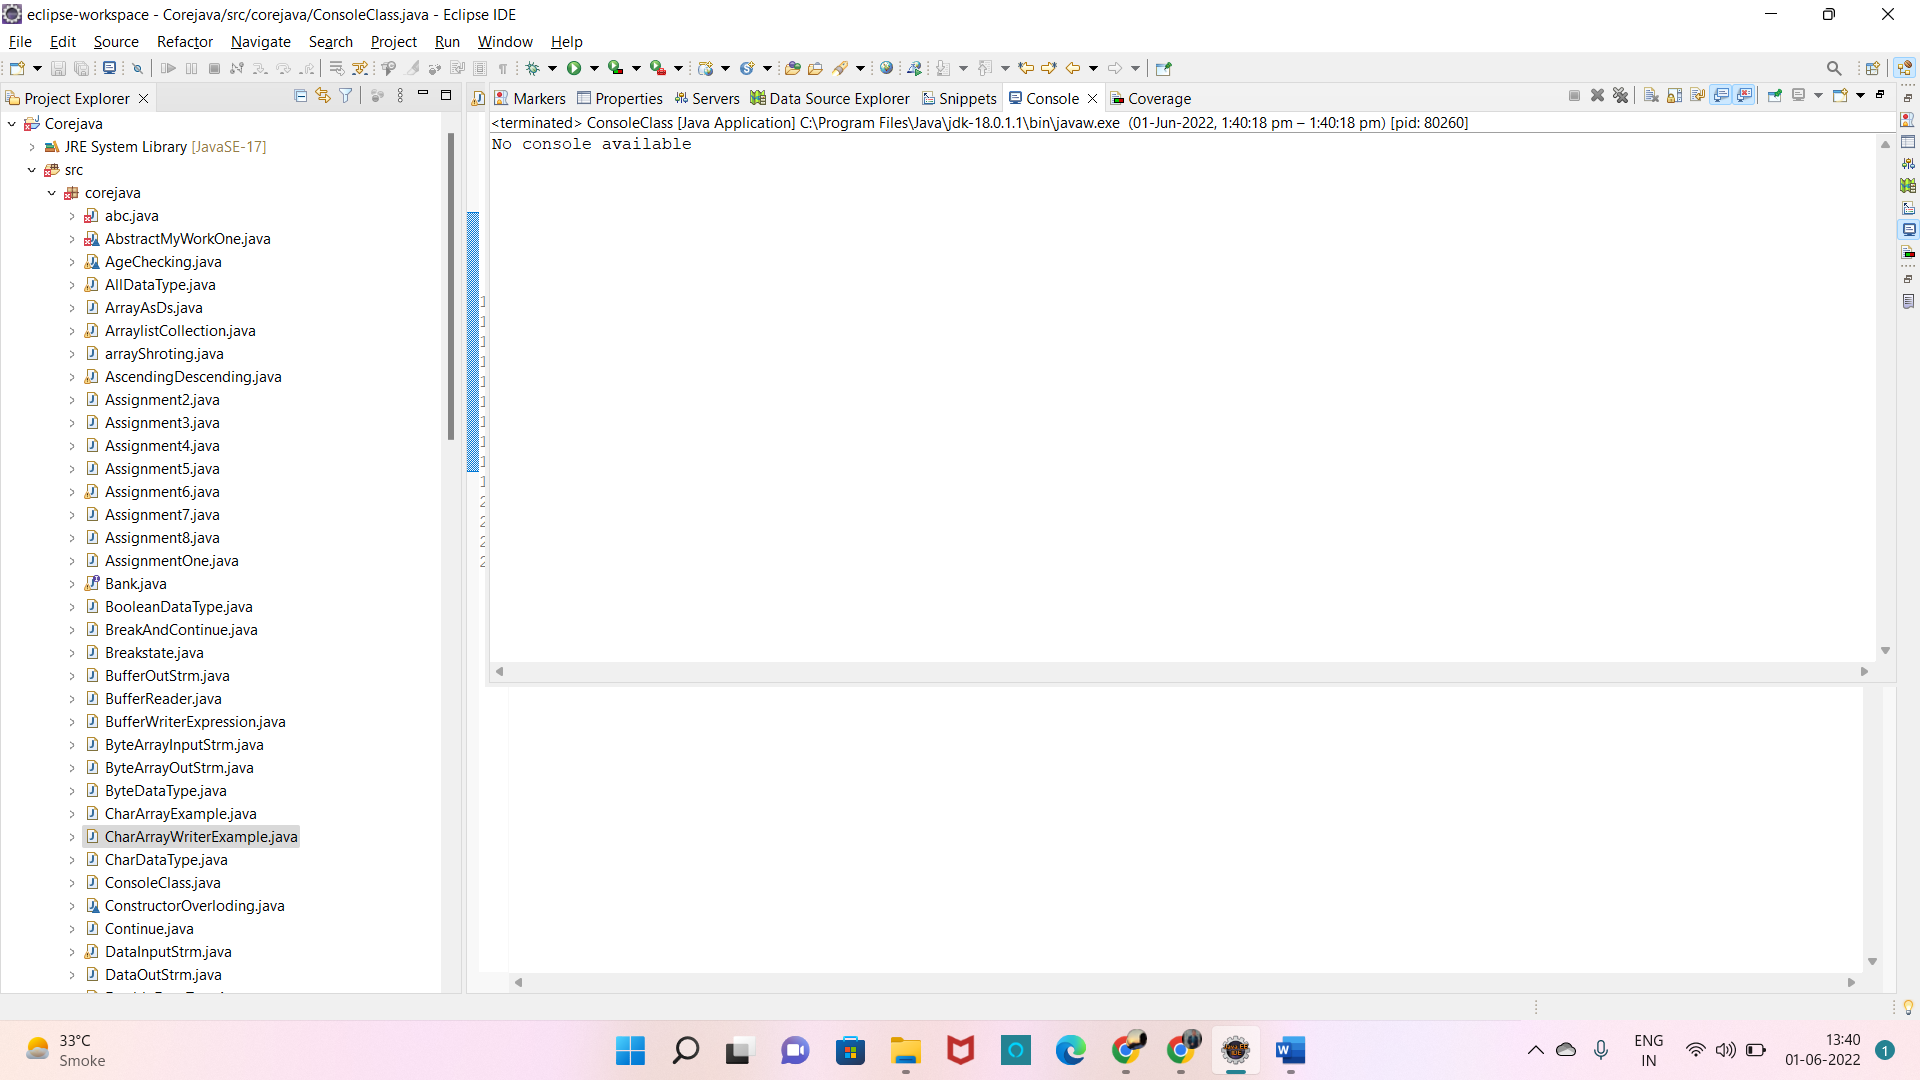 eclipse-workspace - Corejava/src/corejava/ConsoleClass.java - Eclipse IDE
File Edit Source Refactor Navigate Search Project Run Window Help
Project Explorer
Markers Properties Servers Data Source Explorer Snippets Console Coverage
<terminated> ConsoleClass [Java Application] C:\Program Files\Java\jdk-18.0.1.1\bin\javaw.exe (01-Jun-2022, 1:40:18 pm – 1:40:18 pm) [pid: 80260]
No console available
Corejava
JRE System Library [JavaSE-17]
src
corejava
abc.java
AbstractMyWorkOne.java
AgeChecking.java
AllDataType.java
ArrayAsDs.java
ArraylistCollection.java
arrayShroting.java
AscendingDescending.java
Assignment2.java
Assignment3.java
Assignment4.java
Assignment5.java
Assignment6.java
Assignment7.java
Assignment8.java
AssignmentOne.java
Bank.java
BooleanDataType.java
BreakAndContinue.java
Breakstate.java
BufferOutStrm.java
BufferReader.java
BufferWriterExpression.java
ByteArrayInputStrm.java
ByteArrayOutStrm.java
ByteDataType.java
CharArrayExample.java
CharArrayWriterExample.java
CharDataType.java
ConsoleClass.java
ConstructorOverloding.java
Continue.java
DataInputStrm.java
DataOutStrm.java
33°C
Smoke
ENG
IN
13:40
01-06-2022
1